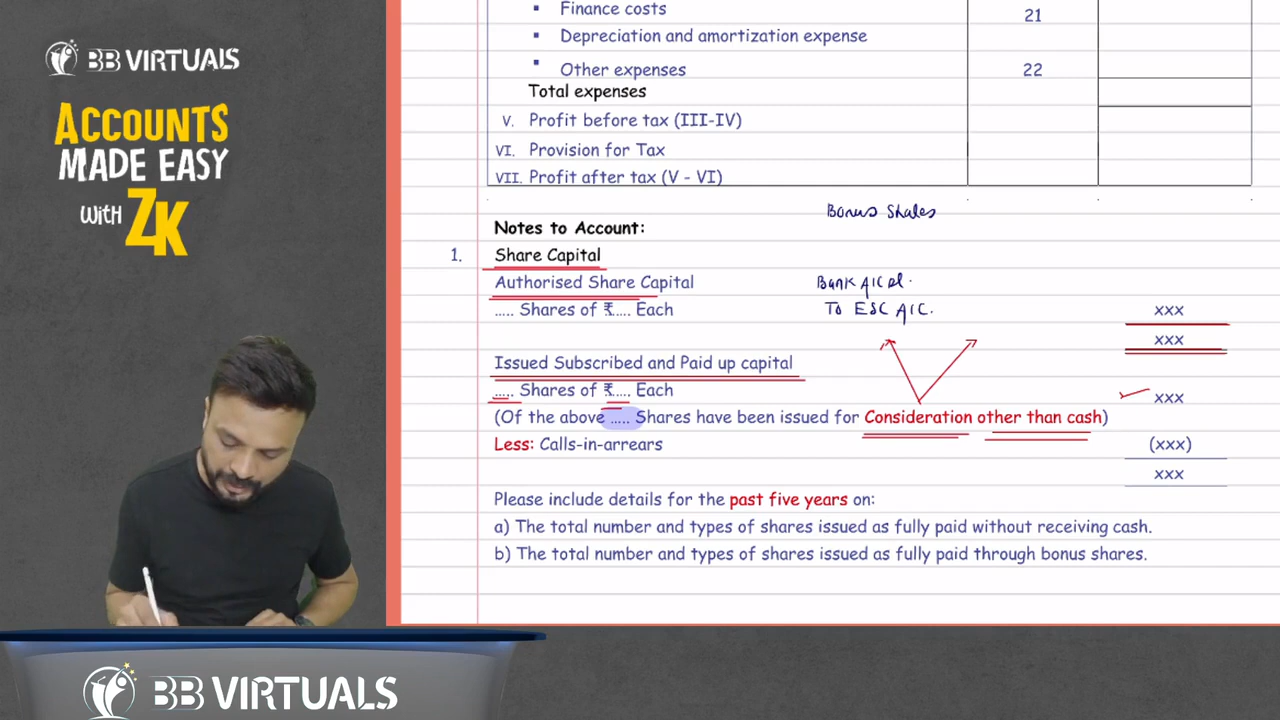 BB VIRTUALS
ACCOUNTS
MADE EASY
WITH ZK
▪ Finance costs 21
▪ Depreciation and amortization expense
▪ Other expenses 22
Total expenses
V. Profit before tax (III-IV)
VI. Provision for Tax
VII. Profit after tax (V - VI)
Bonus Shares
Notes to Account:
1. Share Capital
Authorised Share Capital Bank A/C dr.
..... Shares of ₹..... Each To ESC A/C. xxx
xxx
Issued Subscribed and Paid up capital
..... Shares of ₹..... Each xxx
(Of the above ..... Shares have been issued for Consideration other than cash)
Less: Calls-in-arrears (xxx)
xxx
Please include details for the past five years on:
a) The total number and types of shares issued as fully paid without receiving cash.
b) The total number and types of shares issued as fully paid through bonus shares.
BB VIRTUALS